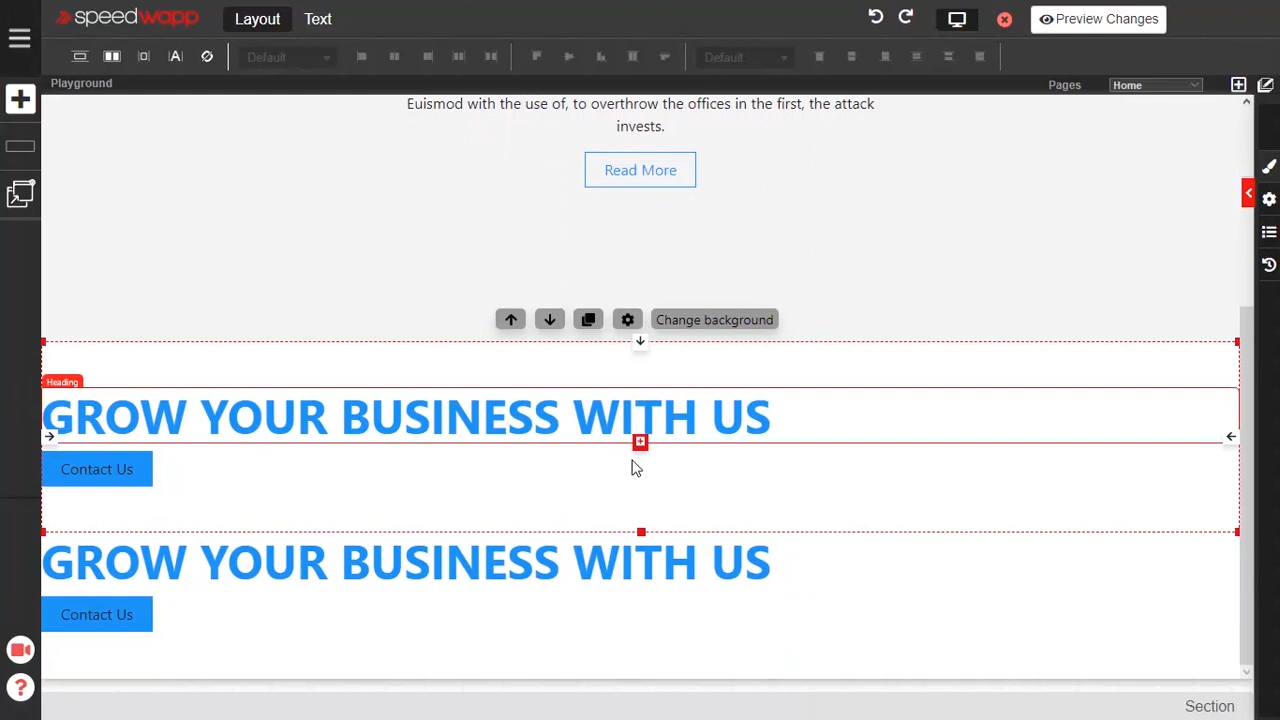 speedwapp
Layout
Text
Preview Changes
A
Default
Default
Playground
Pages
Home
Euismod with the use of, to overthrow the offices in the first, the attack
invests.
Read More
Change background
Heading
GROW YOUR BUSINESS WITH US
Contact Us
GROW YOUR BUSINESS WITH US
Contact Us
?
Section